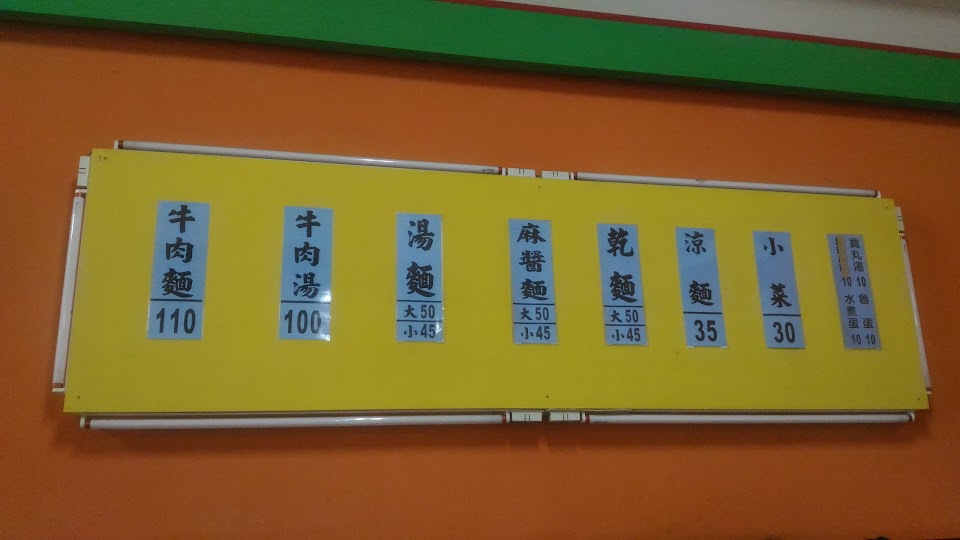 牛肉麵
110
牛肉湯
100
湯麵
大50
小45
麻醬麵
大50
小45
乾麵
大50
小45
涼麵
35
小菜
30
貢丸湯 10
10
魯蛋 10
水煮蛋 10